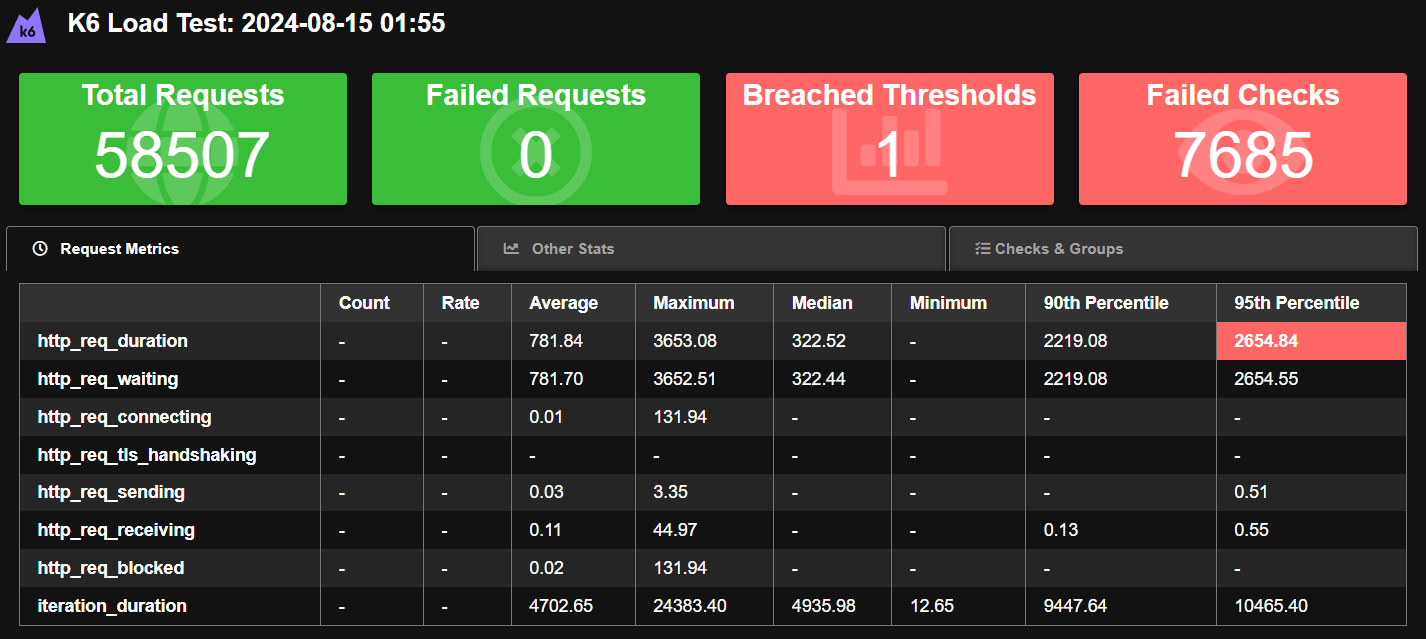 k6 K6 Load Test: 2024-08-15 01:55
Total Requests Failed Requests Breached Thresholds Failed Checks
58507 0 1 7685
Request Metrics Other Stats Checks & Groups
Count Rate Average Maximum Median Minimum 90th Percentile 95th Percentile
http_req_duration - - 781.84 3653.08 322.52 - 2219.08 2654.84
http_req_waiting - - 781.70 3652.51 322.44 - 2219.08 2654.55
http_req_connecting - - 0.01 131.94 - - - -
http_req_tls_handshaking - - - - - - - -
http_req_sending - - 0.03 3.35 - - - 0.51
http_req_receiving - - 0.11 44.97 - - 0.13 0.55
http_req_blocked - - 0.02 131.94 - - - -
iteration_duration - - 4702.65 24383.40 4935.98 12.65 9447.64 10465.40